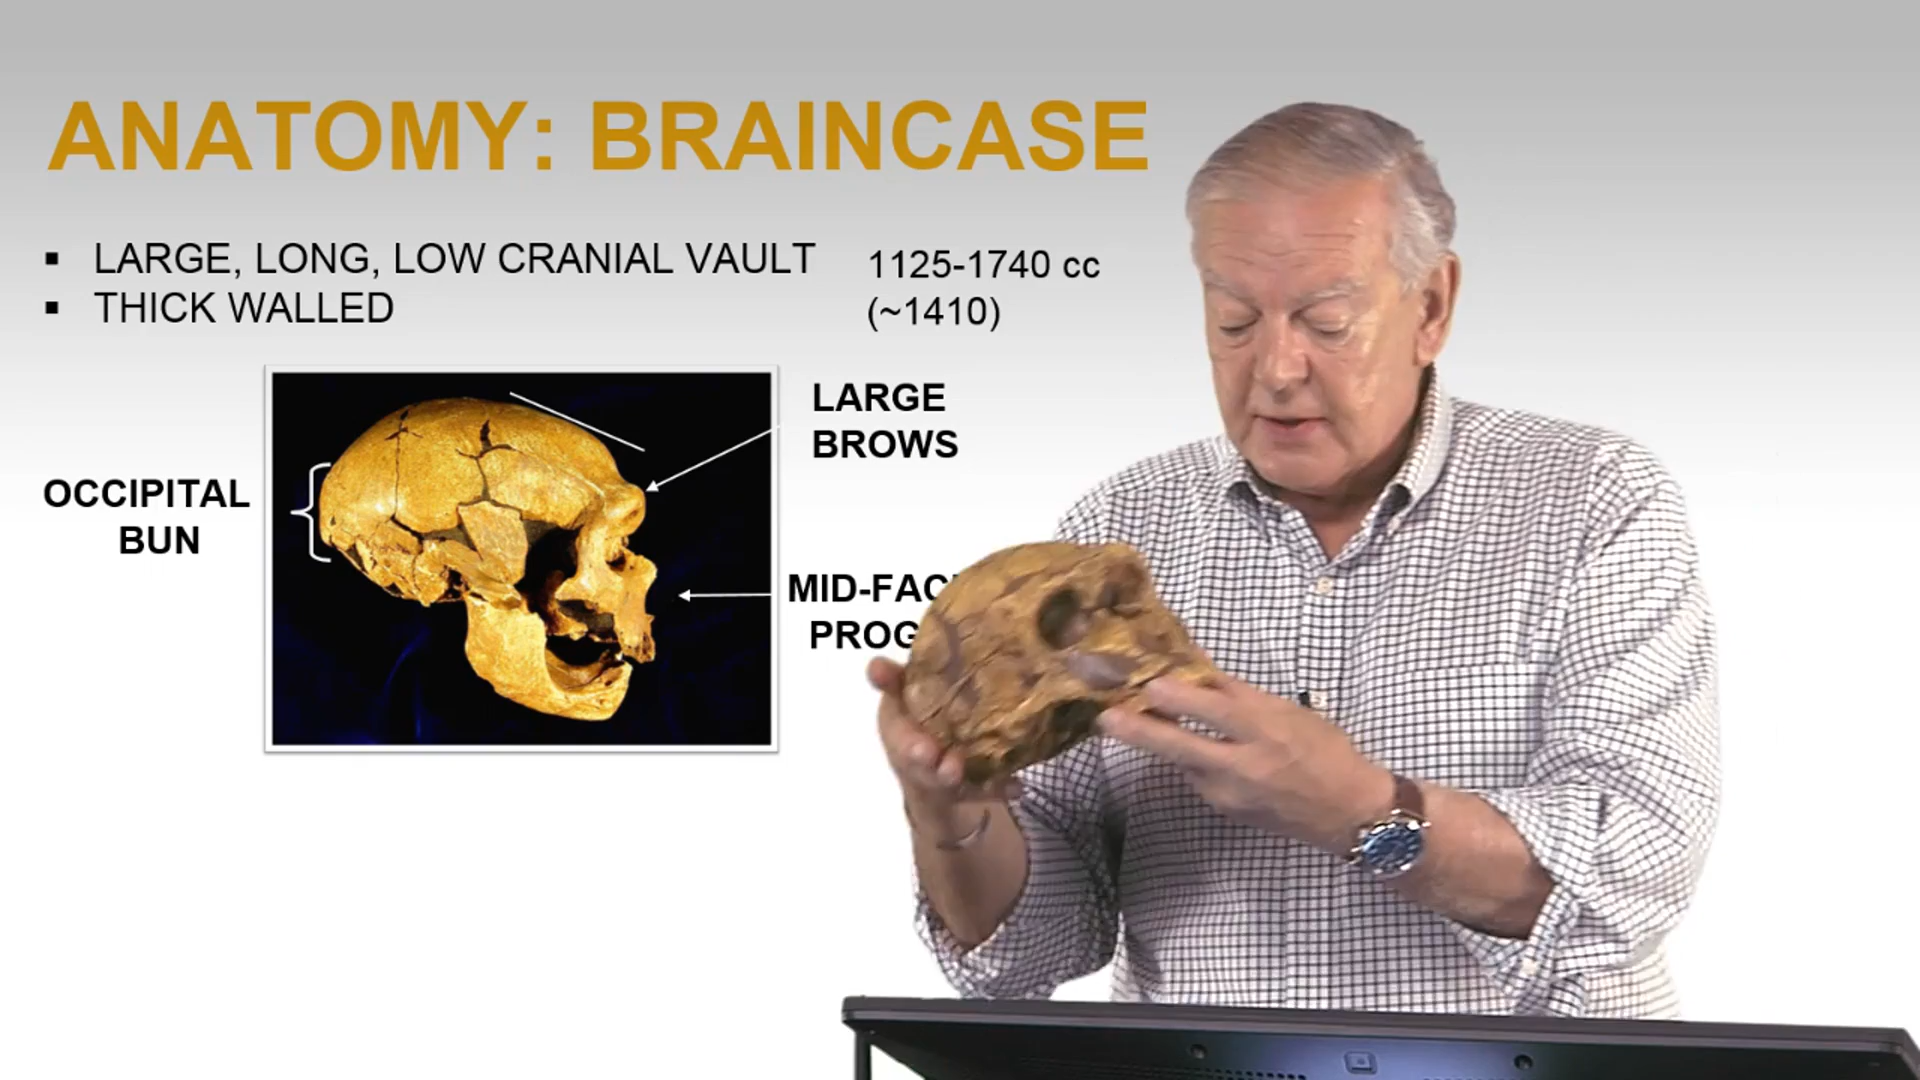 ANATOMY: BRAINCASE
▪ LARGE, LONG, LOW CRANIAL VAULT
▪ THICK WALLED
1125-1740 cc
(~1410)
LARGE
BROWS
OCCIPITAL
BUN